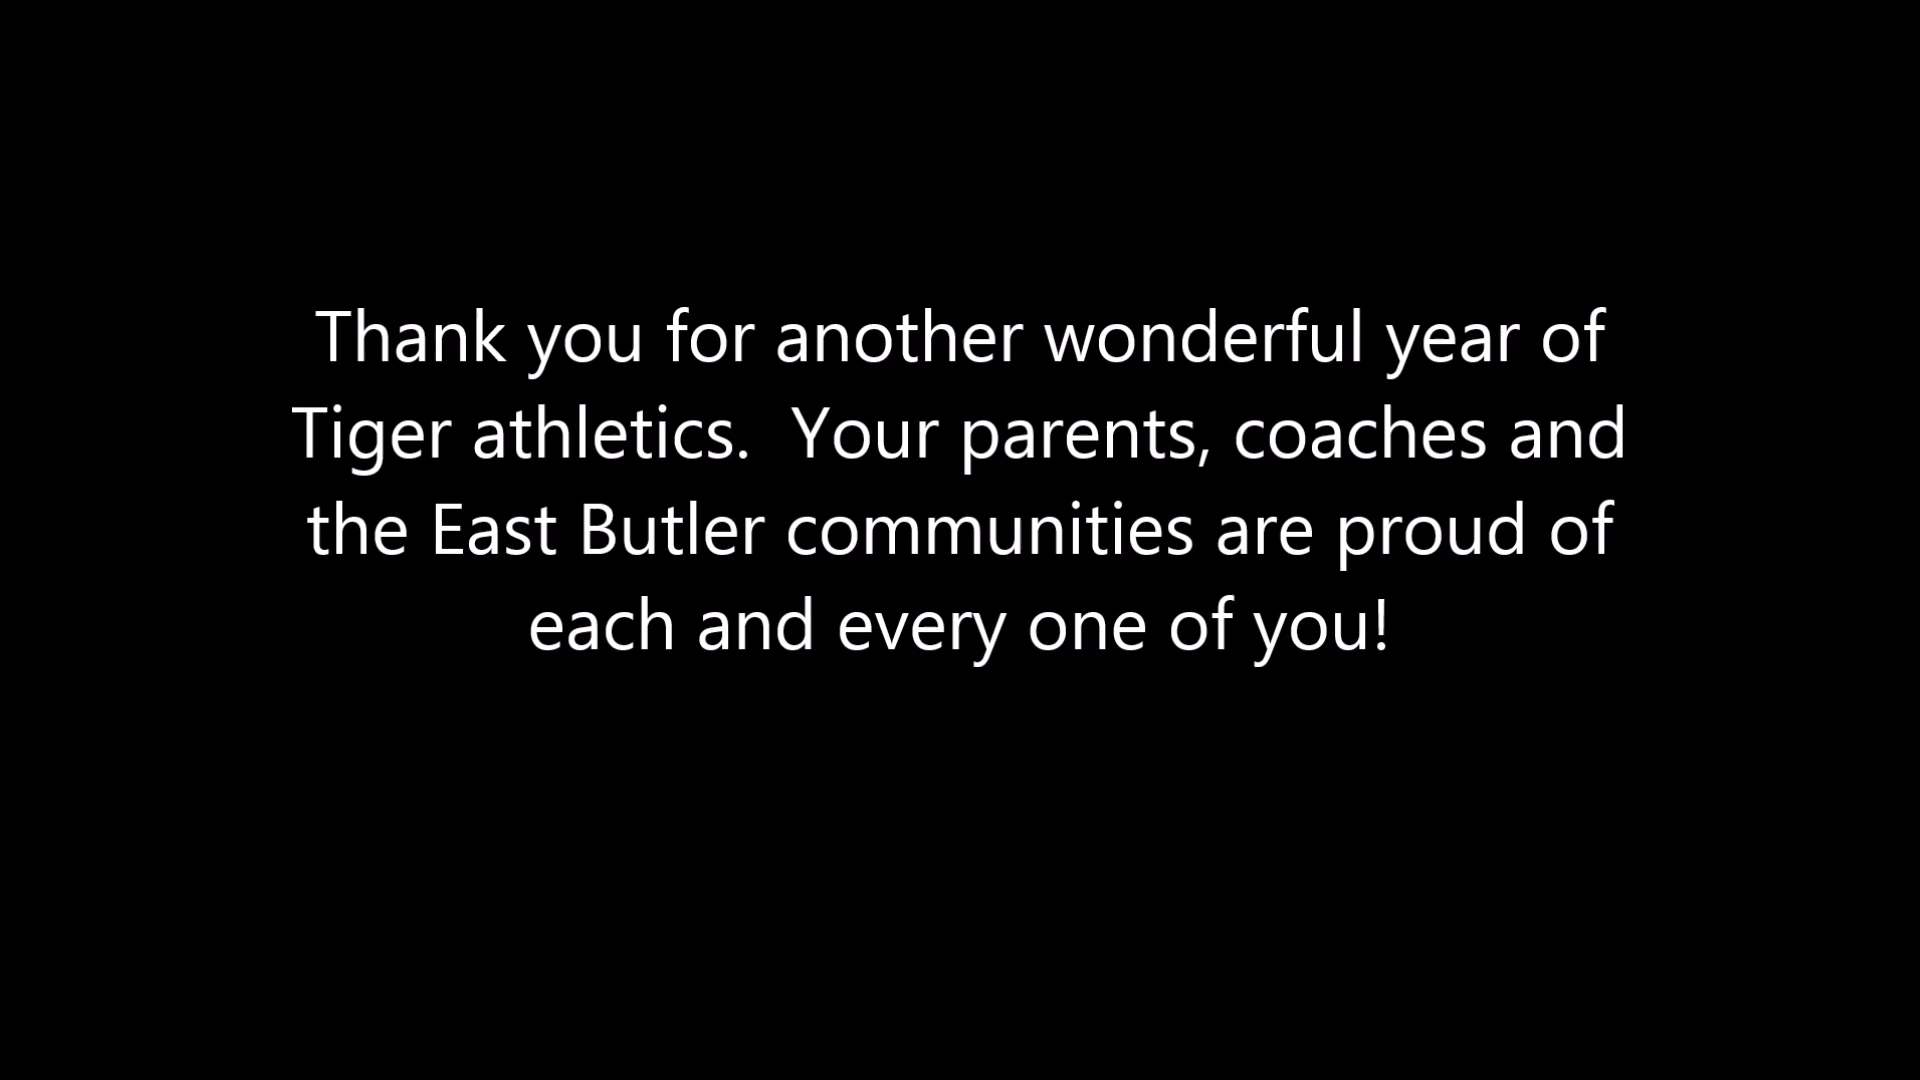 Thank you for another wonderful year of
Tiger athletics.  Your parents, coaches and
the East Butler communities are proud of
each and every one of you!